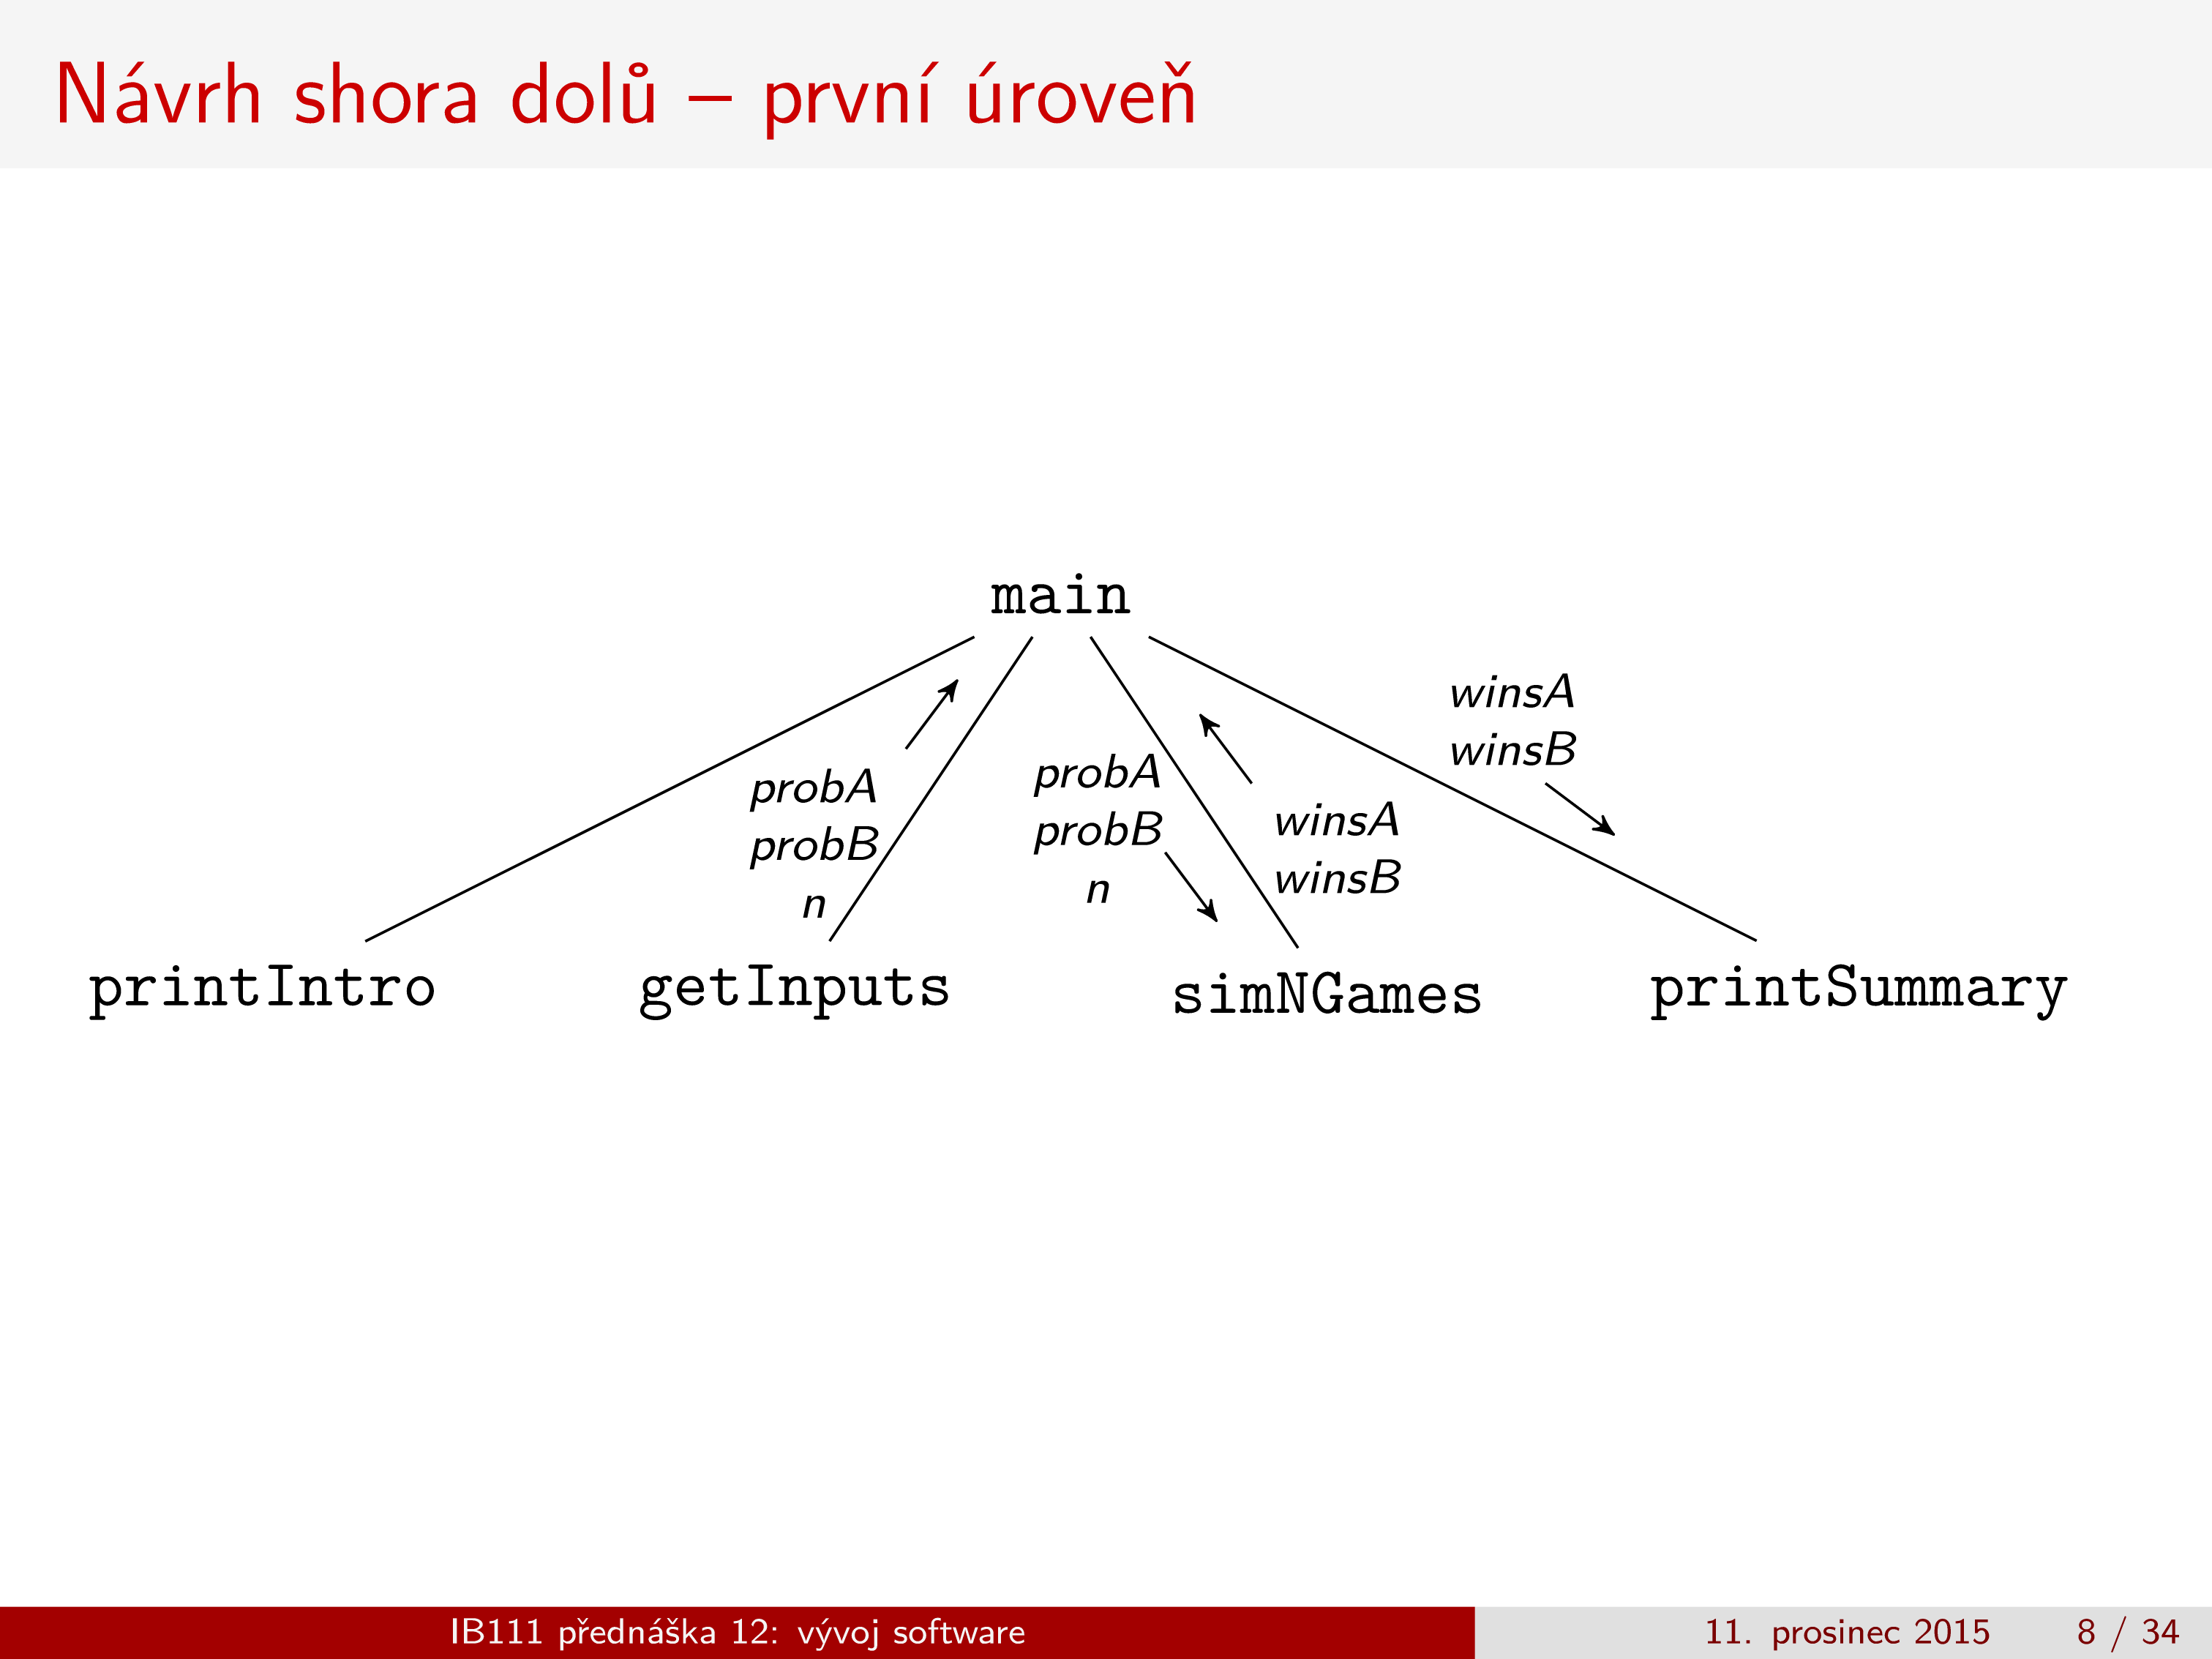 Návrh shora dolů – první úroveň
main
winsA
winsB
probA
probB
n
probA
probB
n
winsA
winsB
printIntro
getInputs
simNGames
printSummary
IB111 přednáška 12: vývoj software
11. prosinec 2015
8 / 34